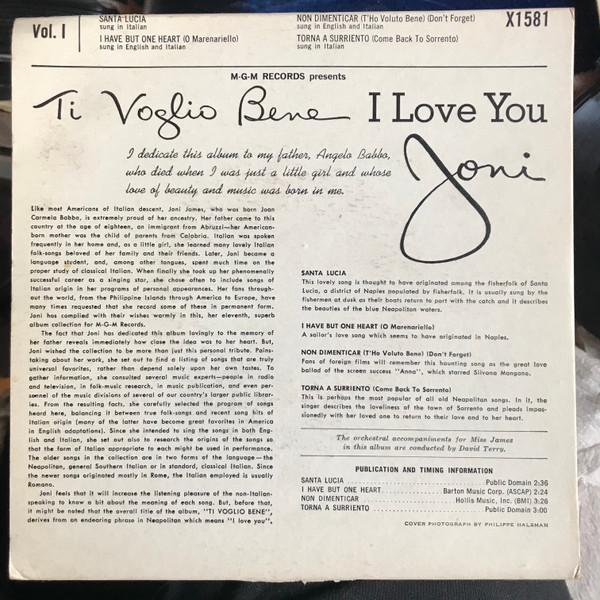 Vol. I
SANTA LUCIA
sung in Italian
I HAVE BUT ONE HEART (O Marenariello)
sung in English and Italian
NON DIMENTICAR (T'Ho Voluto Bene) (Don't Forget)
sung in English and Italian
TORNA A SURRIENTO (Come Back To Sorrento)
sung in Italian
X1581
M-G-M RECORDS presents
Ti Voglio Bene I Love You
I dedicate this album to my father, Angelo Babbo,
who died when I was just a little girl and whose
love of beauty and music was born in me.
Joni
Like most Americans of Italian descent, Joni James, who was born Joan
Carmela Babbo, is extremely proud of her ancestry. Her father came to this
country at the age of eighteen, an immigrant from Abruzzi—her American-
born mother was the child of parents from Calabria. Italian was spoken
frequently in her home and, as a little girl, she learned many lovely Italian
folk-songs beloved of her family and their friends. Later, Joni became a
language student, and, among other tongues, spent much time on the
proper study of classical Italian. When finally she took up her phenomenally
successful career as a singing star, she chose often to include songs of
Italian origin in her programs of personal appearances. Her fans through-
out the world, from the Philippine Islands through America to Europe, have
many times requested that she record some of these in permanent form.
Joni has complied with their wishes warmly in this, her eleventh, superb
album collection for M-G-M Records.
The fact that Joni has dedicated this album lovingly to the memory of
her father reveals immediately how close the idea was to her heart. But,
Joni wished the collection to be more than just this personal tribute. Pains-
taking about her work, she set out to find a listing of songs that are truly
universal favorites, rather than depend solely upon her own tastes. To
gather information, she consulted several music experts—people in radio
and television, in folk-music research, in music publication, and even per-
sonnel of the music divisions of several of our country's larger public librar-
ies. From the resulting facts, she carefully selected the program of songs
heard here, balancing it between true folk-songs and recent song hits of
Italian origin (many of the latter have become great favorites in America
in English adaptations). Since she intended to sing the songs in both Eng-
lish and Italian, she set out also to research the origins of the songs so
that the form of Italian appropriate to each might be used in performance.
The older songs in the collection are in two forms of the language—the
Neapolitan, general Southern Italian or in standard, classical Italian. Since
the newer songs originated mostly in Rome, the Italian employed is usually
Romano.
Joni feels that it will increase the listening pleasure of the non-Italian-
speaking to know a bit about the meaning of each song. But, before that,
it might be noted that the overall title of the album, "TI VOGLIO BENE",
derives from an endearing phrase in Neapolitan which means "I love you".
SANTA LUCIA
This lovely song is thought to have originated among the fisherfolk of Santa
Lucia, a district of Naples populated by fisherfolk. It is usually sung by the
fishermen at dusk as their boats return to port with the catch and it describes
the beauties of the blue Neapolitan waters.
I HAVE BUT ONE HEART (O Marenariello)
A sailor's love song which seems to have originated in Naples.
NON DIMENTICAR (T'Ho Voluto Bene) (Don't Forget)
Fans of foreign films will remember this haunting song as the great love
ballad of the screen success "Anna", which starred Silvana Mangano.
TORNA A SURRIENTO (Come Back To Sorrento)
This is perhaps the most popular of all old Neapolitan songs. In it, the
singer describes the loveliness of the town of Sorrento and pleads impas-
sionedly with her loved one to return to their love and to her heart.
The orchestral accompaniments for Miss James
in this album are conducted by David Terry.
PUBLICATION AND TIMING INFORMATION
SANTA LUCIA Public Domain 2:36
I HAVE BUT ONE HEART Barton Music Corp. (ASCAP) 2:24
NON DIMENTICAR Hollis Music, Inc. (BMI) 3:26
TORNA A SURRIENTO Public Domain 3:00
COVER PHOTOGRAPH BY PHILIPPE HALSMAN